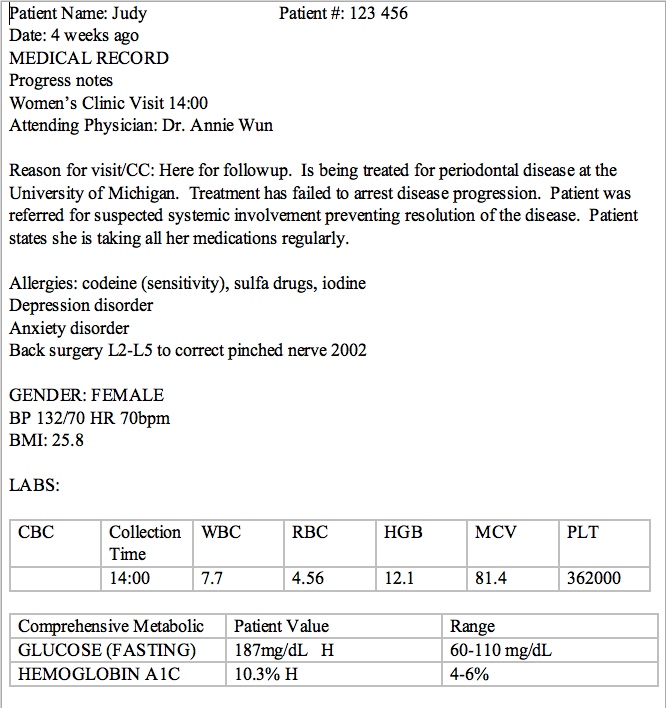 Patient Name: Judy Patient #: 123 456
Date: 4 weeks ago
MEDICAL RECORD
Progress notes
Women’s Clinic Visit 14:00
Attending Physician: Dr. Annie Wun
Reason for visit/CC: Here for followup. Is being treated for periodontal disease at the
University of Michigan. Treatment has failed to arrest disease progression. Patient was
referred for suspected systemic involvement preventing resolution of the disease. Patient
states she is taking all her medications regularly.
Allergies: codeine (sensitivity), sulfa drugs, iodine
Depression disorder
Anxiety disorder
Back surgery L2-L5 to correct pinched nerve 2002
GENDER: FEMALE
BP 132/70 HR 70bpm
BMI: 25.8
LABS:
CBC Collection Time WBC RBC HGB MCV PLT
14:00 7.7 4.56 12.1 81.4 362000
Comprehensive Metabolic Patient Value Range
GLUCOSE (FASTING) 187mg/dL H 60-110 mg/dL
HEMOGLOBIN A1C 10.3% H 4-6%